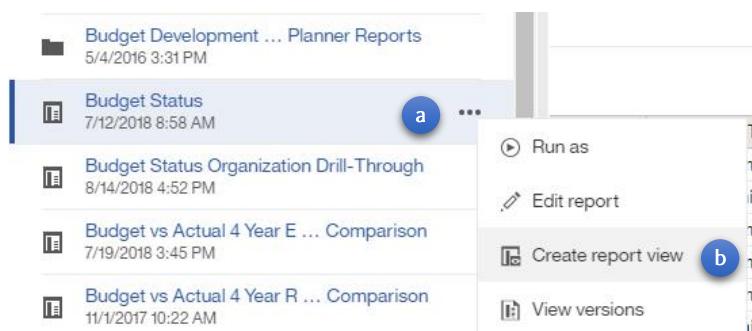 Budget Development … Planner Reports
5/4/2016 3:31 PM
Budget Status
7/12/2018 8:58 AM
a
Budget Status Organization Drill-Through
8/14/2018 4:52 PM
Budget vs Actual 4 Year E … Comparison
7/19/2018 3:45 PM
Budget vs Actual 4 Year R … Comparison
11/1/2017 10:22 AM
Run as
Edit report
Create report view
b
View versions